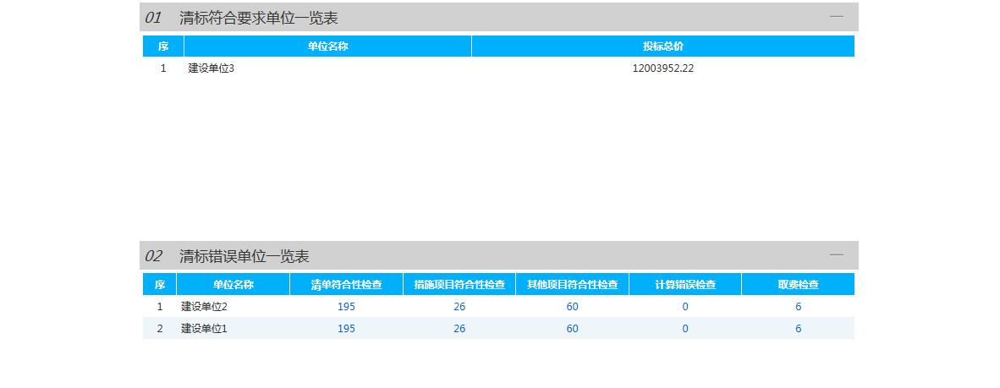 01 清标符合要求单位一览表 —
序 单位名称 投标总价
1 建设单位3 12003952.22
02 清标错误单位一览表 —
序 单位名称 清单符合性检查 措施项目符合性检查 其他项目符合性检查 计算错误检查 取费检查
1 建设单位2 195 26 60 0 6
2 建设单位1 195 26 60 0 6